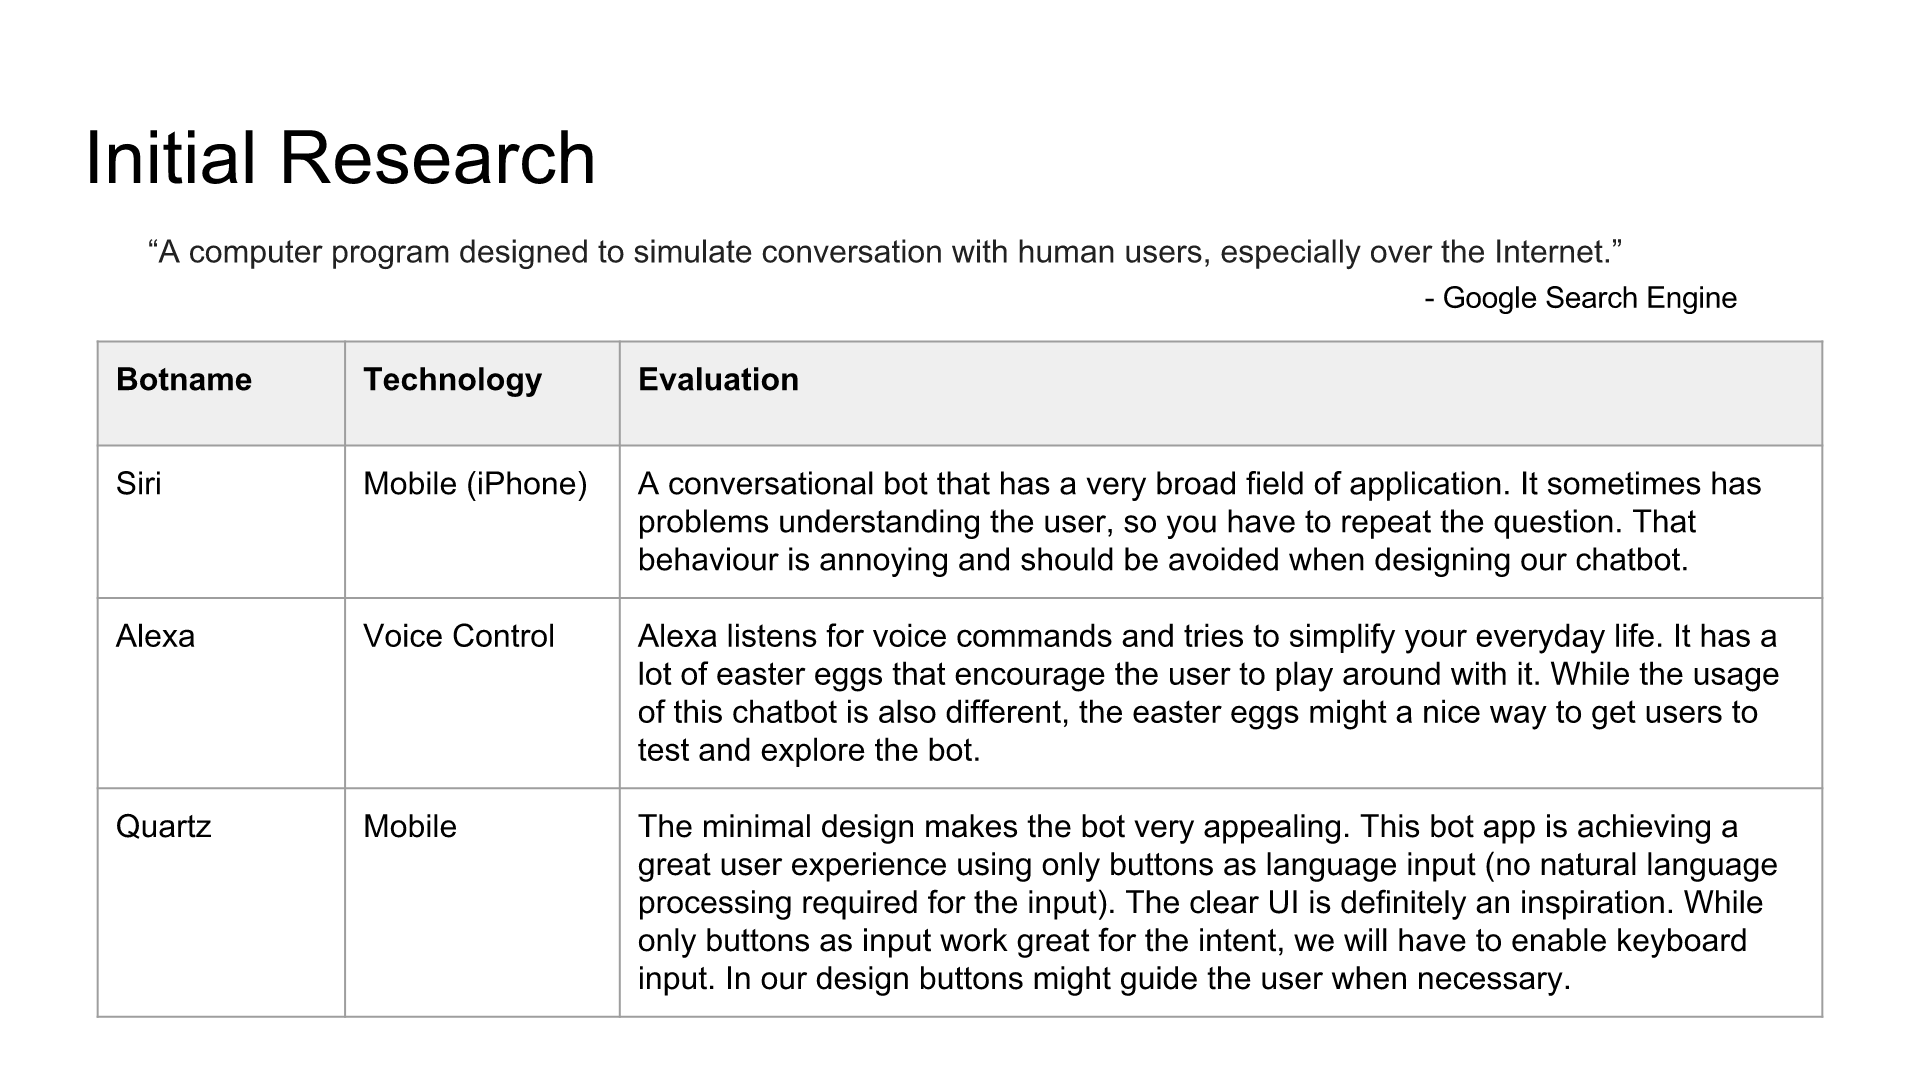 Initial Research
“A computer program designed to simulate conversation with human users, especially over the Internet.”
- Google Search Engine
Botname Technology Evaluation
Siri Mobile (iPhone) A conversational bot that has a very broad field of application. It sometimes has
problems understanding the user, so you have to repeat the question. That
behaviour is annoying and should be avoided when designing our chatbot.
Alexa Voice Control Alexa listens for voice commands and tries to simplify your everyday life. It has a
lot of easter eggs that encourage the user to play around with it. While the usage
of this chatbot is also different, the easter eggs might a nice way to get users to
test and explore the bot.
Quartz Mobile The minimal design makes the bot very appealing. This bot app is achieving a
great user experience using only buttons as language input (no natural language
processing required for the input). The clear UI is definitely an inspiration. While
only buttons as input work great for the intent, we will have to enable keyboard
input. In our design buttons might guide the user when necessary.